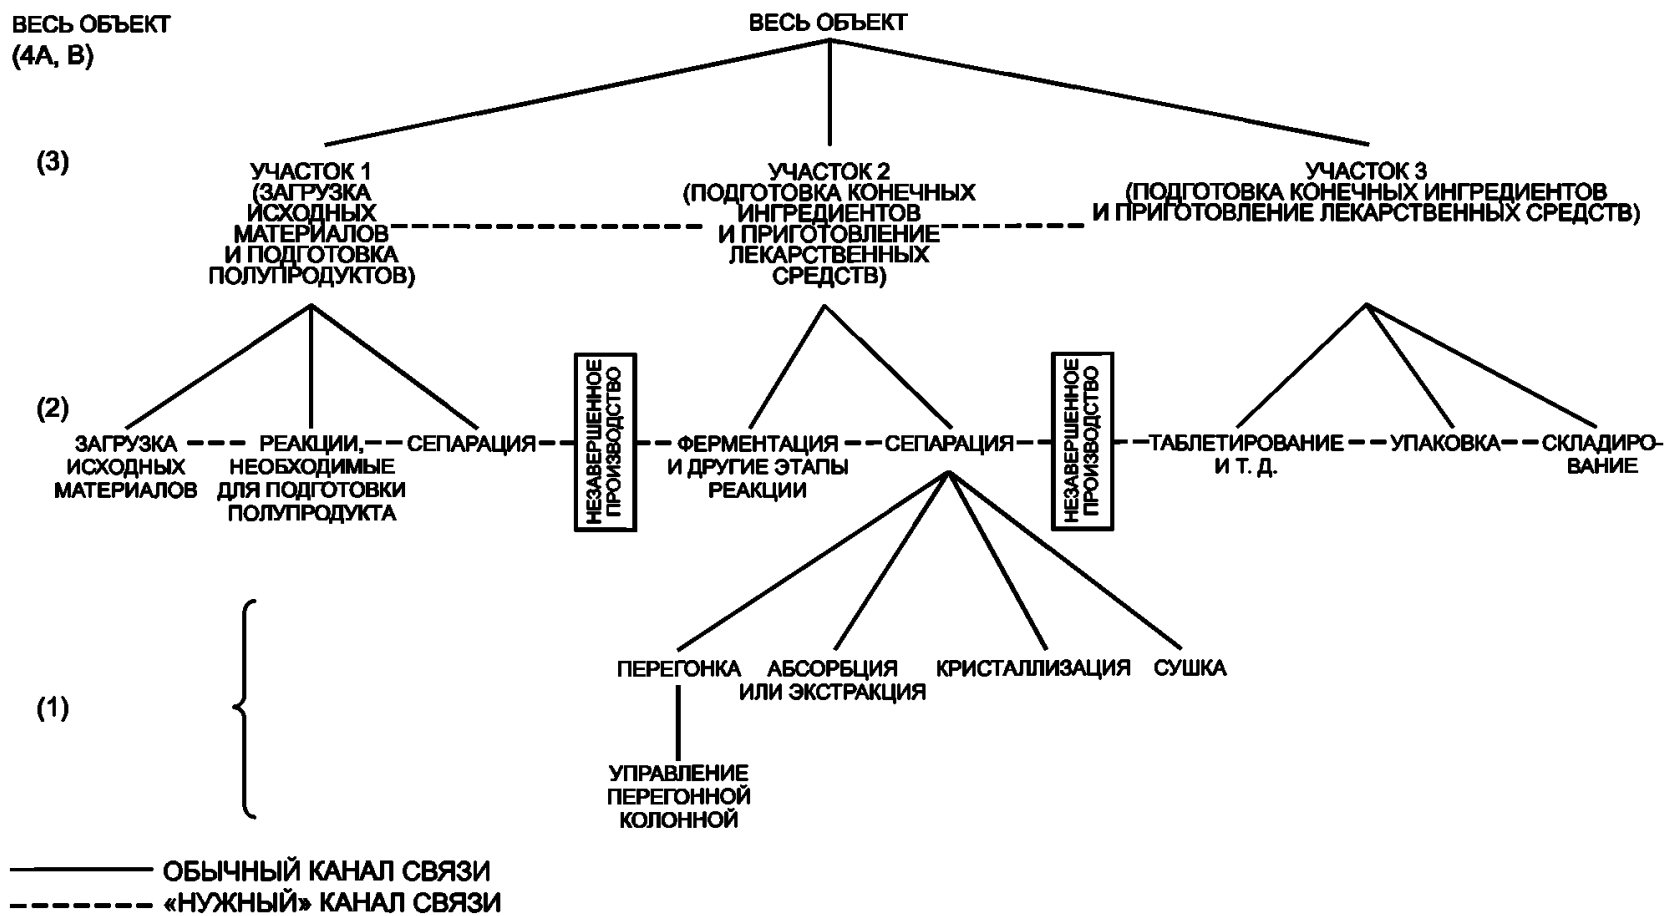 ВЕСЬ ОБЪЕКТ
(4А, В)
ВЕСЬ ОБЪЕКТ
(3)
УЧАСТОК 1
(ЗАГРУЗКА
ИСХОДНЫХ
МАТЕРИАЛОВ
И ПОДГОТОВКА
ПОЛУПРОДУКТОВ)
УЧАСТОК 2
(ПОДГОТОВКА КОНЕЧНЫХ
ИНГРЕДИЕНТОВ
И ПРИГОТОВЛЕНИЕ
ЛЕКАРСТВЕННЫХ
СРЕДСТВ)
УЧАСТОК 3
(ПОДГОТОВКА КОНЕЧНЫХ ИНГРЕДИЕНТОВ
И ПРИГОТОВЛЕНИЕ ЛЕКАРСТВЕННЫХ СРЕДСТВ)
(2)
ЗАГРУЗКА
ИСХОДНЫХ
МАТЕРИАЛОВ
РЕАКЦИИ,
НЕОБХОДИМЫЕ
ДЛЯ ПОДГОТОВКИ
ПОЛУПРОДУКТА
СЕПАРАЦИЯ
НЕЗАВЕРШЕННОЕ
ПРОИЗВОДСТВО
ФЕРМЕНТАЦИЯ
И ДРУГИЕ ЭТАПЫ
РЕАКЦИИ
СЕПАРАЦИЯ
НЕЗАВЕРШЕННОЕ
ПРОИЗВОДСТВО
ТАБЛЕТИРОВАНИЕ
И Т. Д.
УПАКОВКА
СКЛАДИРО-
ВАНИЕ
(1)
ПЕРЕГОНКА
АБСОРБЦИЯ
ИЛИ ЭКСТРАКЦИЯ
КРИСТАЛЛИЗАЦИЯ
СУШКА
УПРАВЛЕНИЕ
ПЕРЕГОННОЙ
КОЛОННОЙ
ОБЫЧНЫЙ КАНАЛ СВЯЗИ
«НУЖНЫЙ» КАНАЛ СВЯЗИ